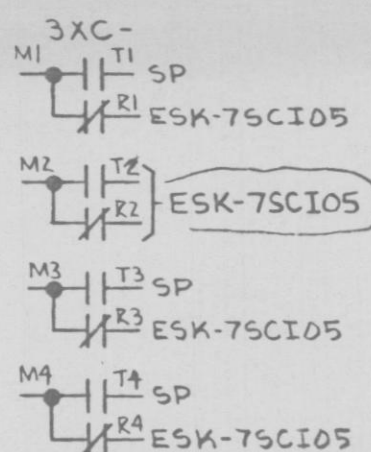 3XC-
M1 T1 SP
R1 ESK-7SCI05
M2 T2
R2 ESK-7SCI05
M3 T3 SP
R3 ESK-7SCI05
M4 T4 SP
R4 ESK-7SCI05